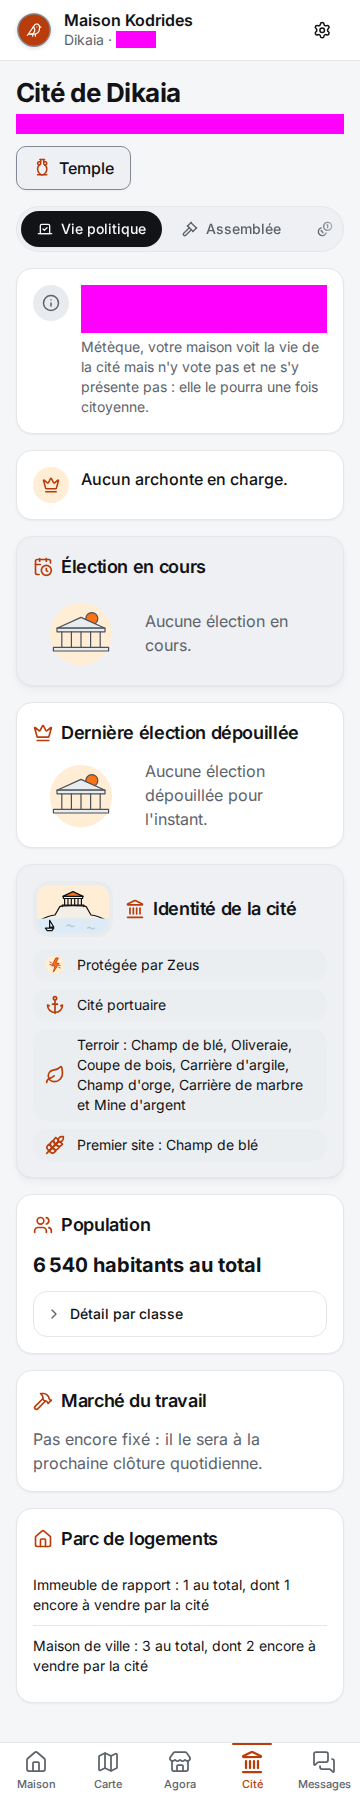 Maison Kodrides
Dikaia ·
Cité de Dikaia
Temple
Vie politique
Assemblée
Métèque, votre maison voit la vie de
la cité mais n'y vote pas et ne s'y
présente pas : elle le pourra une fois
citoyenne.
Aucun archonte en charge.
Élection en cours
Aucune élection en
cours.
Dernière élection dépouillée
Aucune élection
dépouillée pour
l'instant.
Identité de la cité
Protégée par Zeus
Cité portuaire
Terroir : Champ de blé, Oliveraie,
Coupe de bois, Carrière d'argile,
Champ d'orge, Carrière de marbre
et Mine d'argent
Premier site : Champ de blé
Population
6 540 habitants au total
Détail par classe
Marché du travail
Pas encore fixé : il le sera à la
prochaine clôture quotidienne.
Parc de logements
Immeuble de rapport : 1 au total, dont 1
encore à vendre par la cité
Maison de ville : 3 au total, dont 2 encore à
vendre par la cité
Maison
Carte
Agora
Cité
Messages